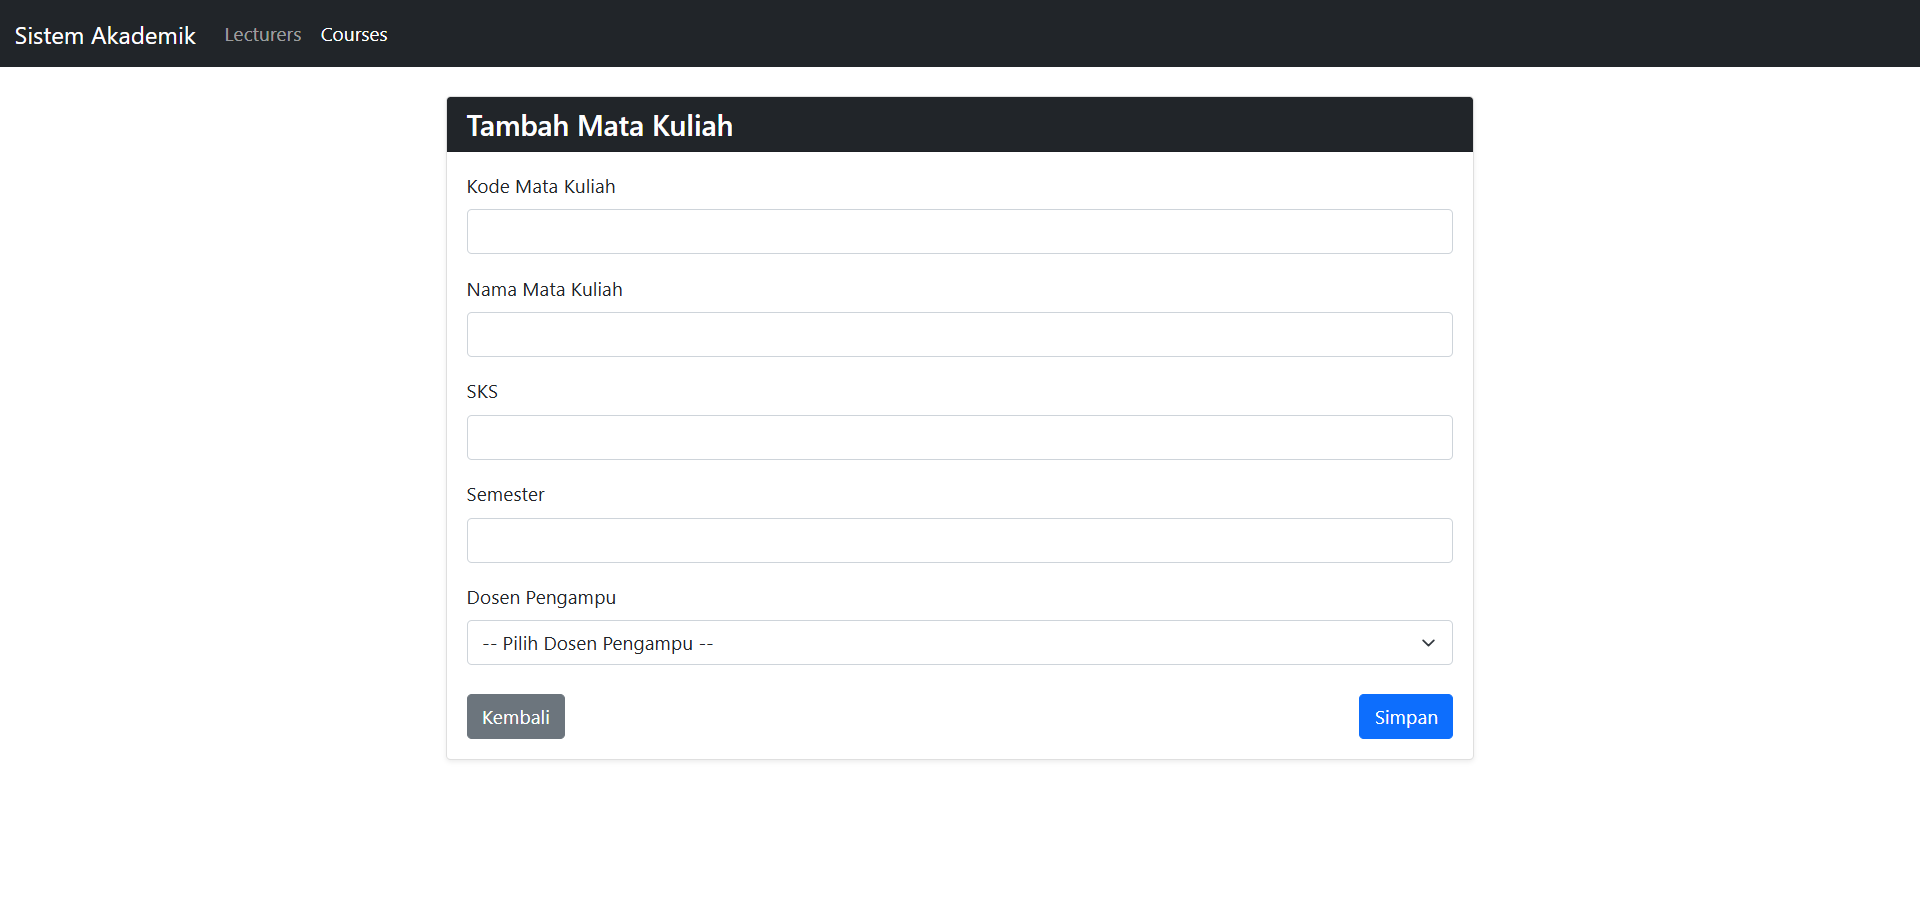 Sistem Akademik Lecturers Courses
Tambah Mata Kuliah
Kode Mata Kuliah
Nama Mata Kuliah
SKS
Semester
Dosen Pengampu
-- Pilih Dosen Pengampu --
Kembali Simpan